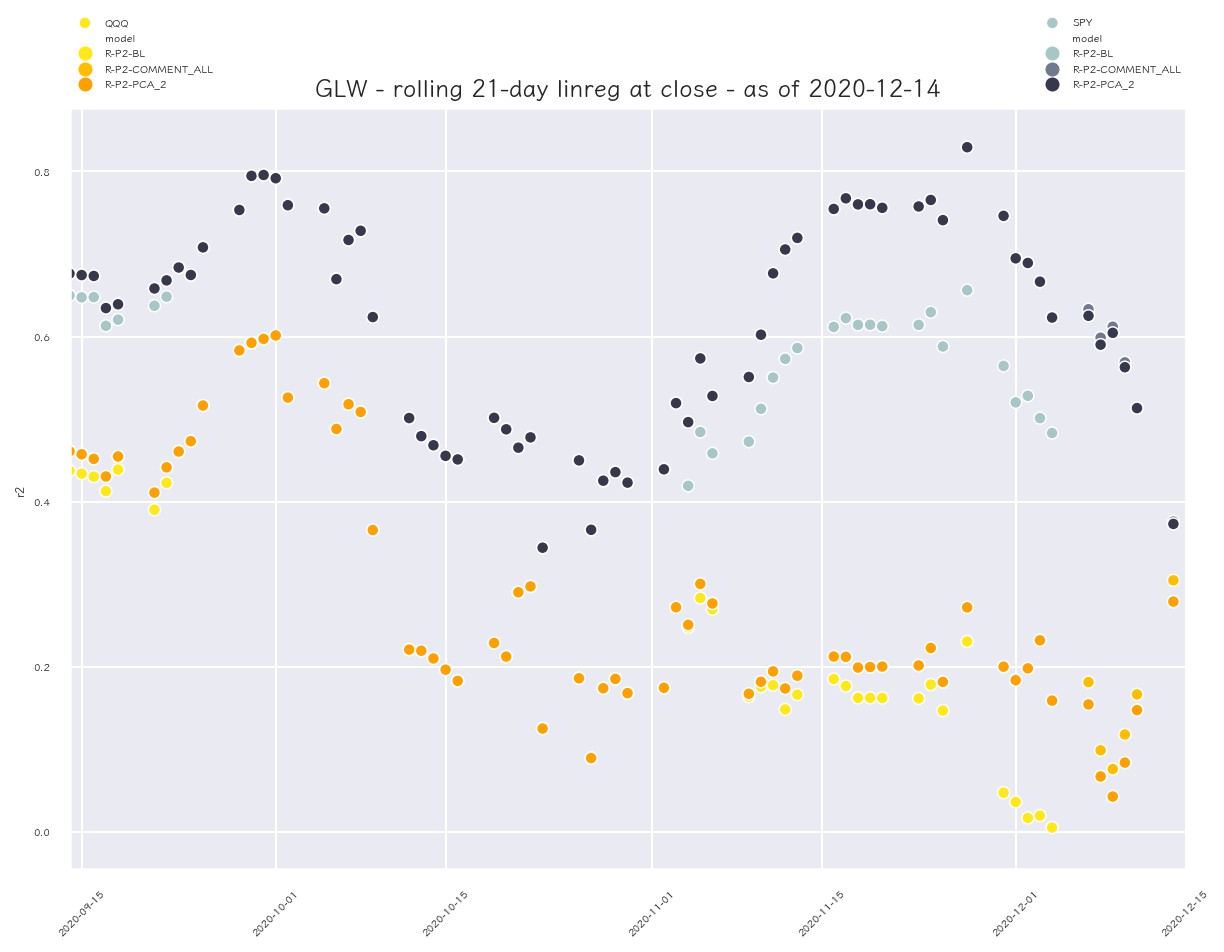 QQQ
model
R-P2-BL
R-P2-COMMENT_ALL
R-P2-PCA_2
SPY
model
R-P2-BL
R-P2-COMMENT_ALL
R-P2-PCA_2
GLW - rolling 21-day linreg at close - as of 2020-12-14
0.8
0.6
0.4
0.2
0.0
r2
2020-09-15
2020-10-01
2020-10-15
2020-11-01
2020-11-15
2020-12-01
2020-12-15